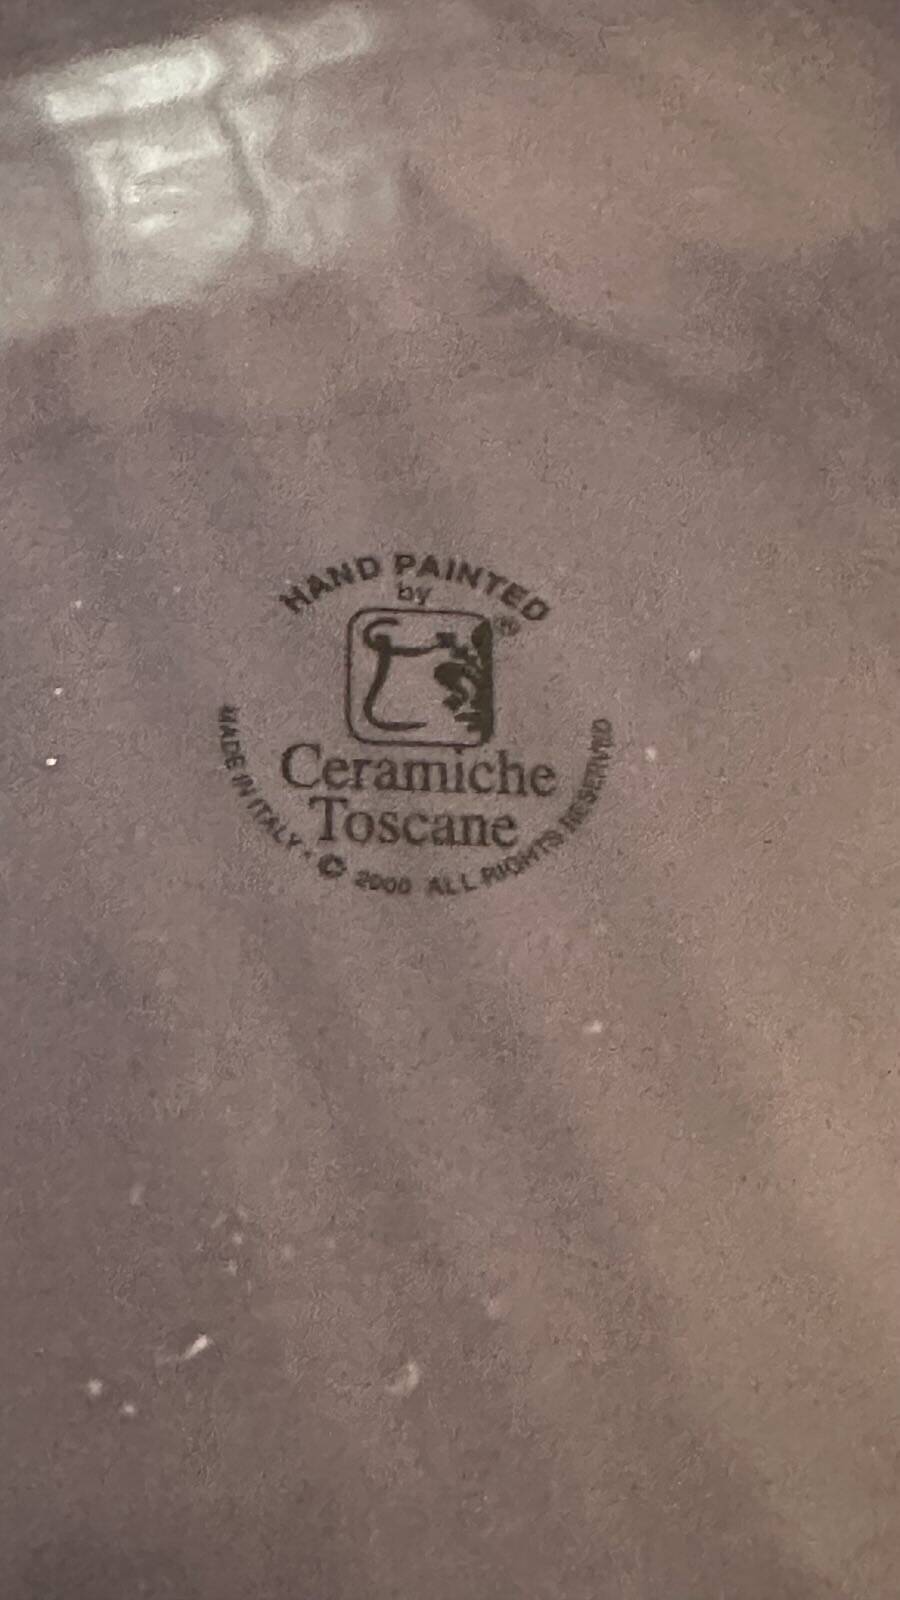 HAND PAINTED
by
®
Ceramiche
Toscane
MADE IN ITALY · © 2000 ALL RIGHTS RESERVED